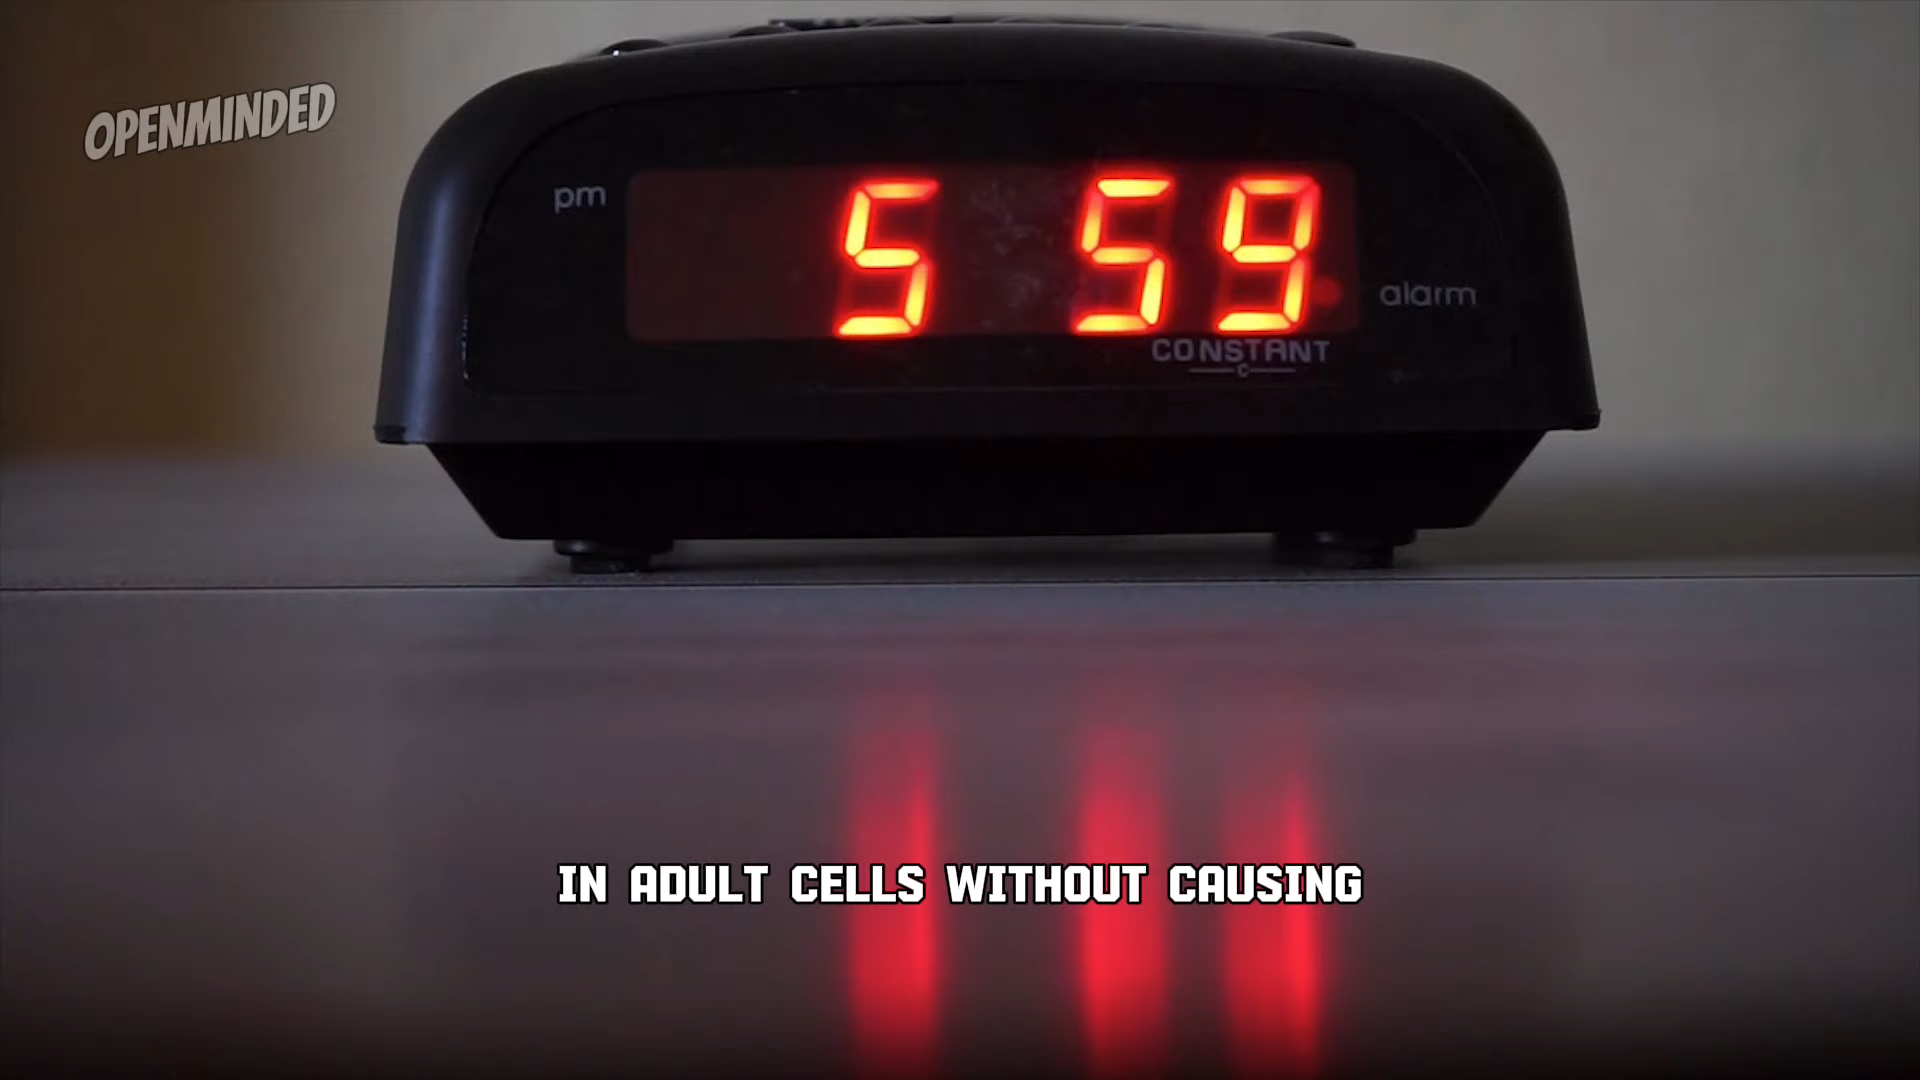 OPENMINDED
pm
5 59
alarm
CONSTANT
C
IN ADULT CELLS WITHOUT CAUSING